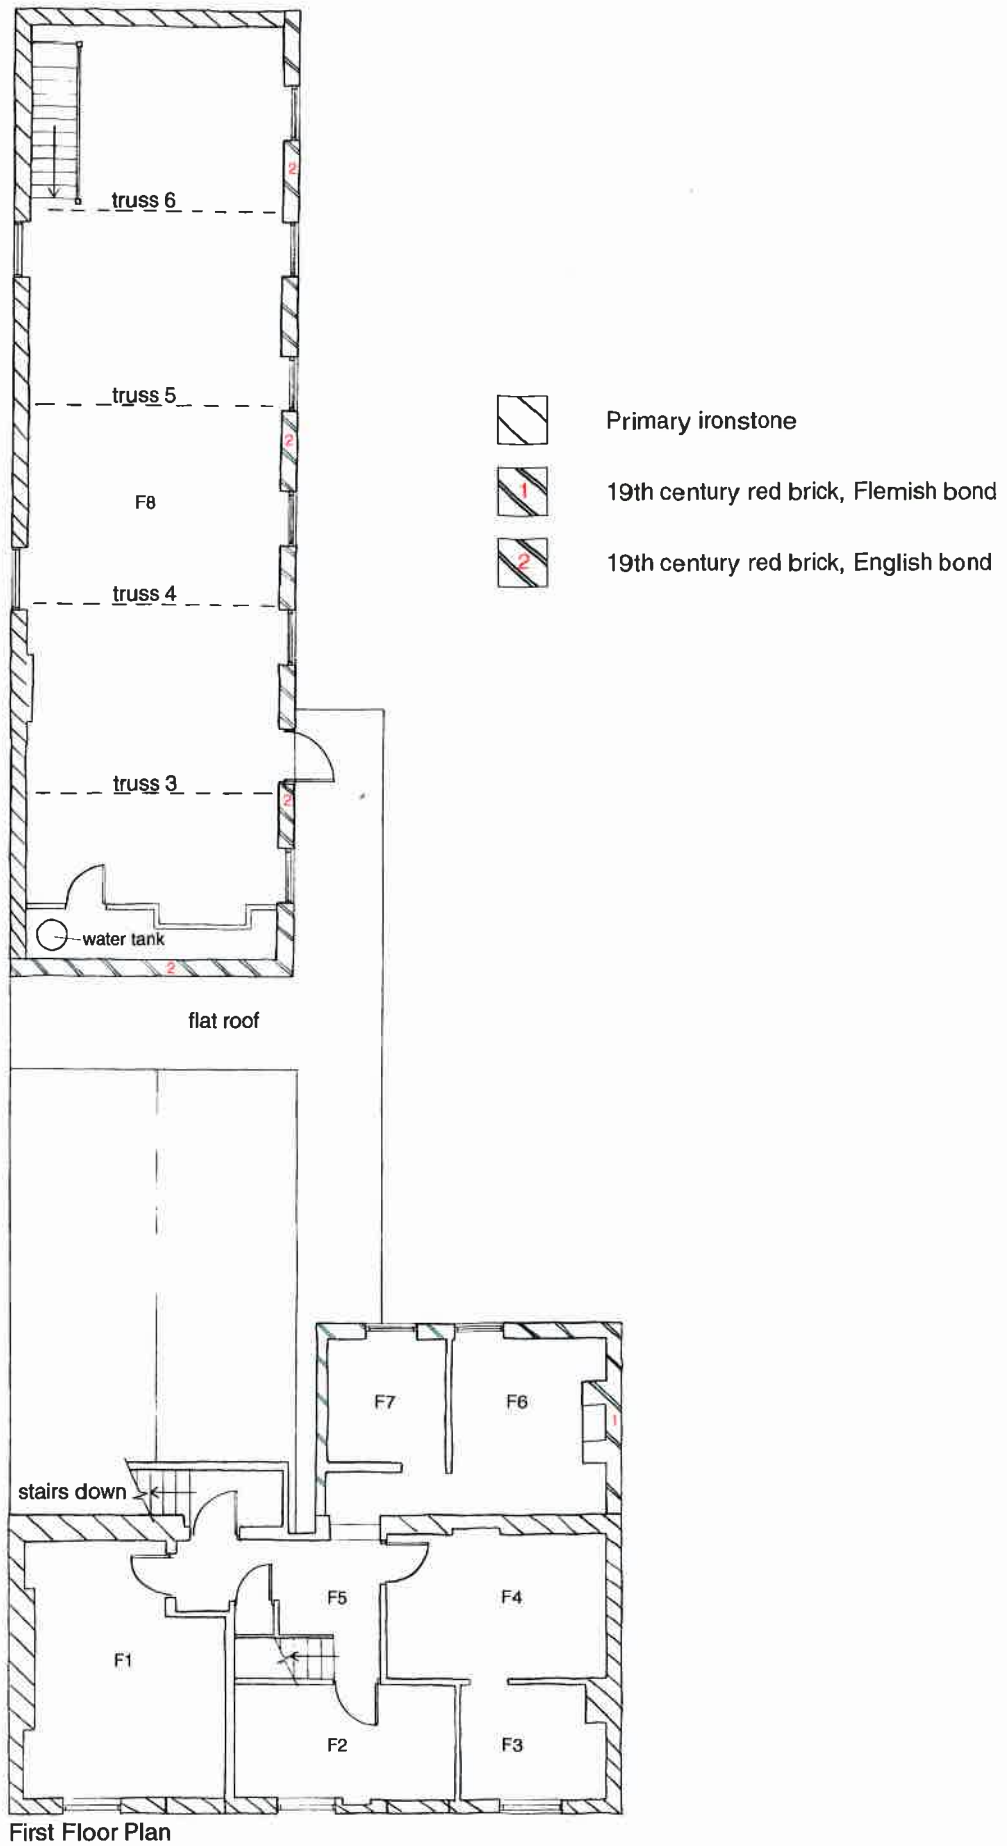 2
truss 6
truss 5
2
F8
truss 4
truss 3
2
water tank
2
flat roof
Primary ironstone
1 19th century red brick, Flemish bond
2 19th century red brick, English bond
F7
F6
1
stairs down
F5
F4
F1
F2
F3
First Floor Plan